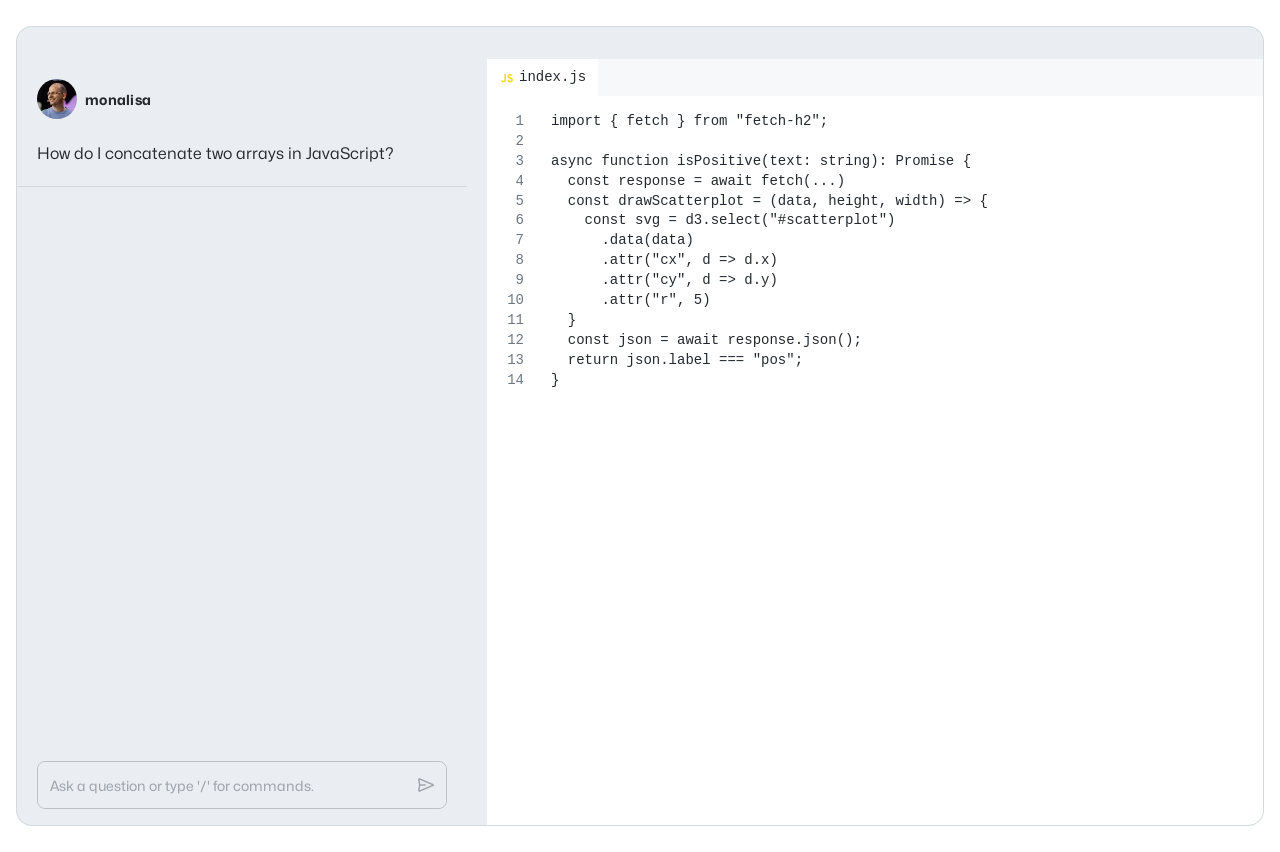 monalisa
How do I concatenate two arrays in JavaScript?
Ask a question or type '/' for commands.
JS index.js
1 import { fetch } from "fetch-h2";
2
3 async function isPositive(text: string): Promise {
4   const response = await fetch(...)
5   const drawScatterplot = (data, height, width) => {
6     const svg = d3.select("#scatterplot")
7       .data(data)
8       .attr("cx", d => d.x)
9       .attr("cy", d => d.y)
10       .attr("r", 5)
11   }
12   const json = await response.json();
13   return json.label === "pos";
14 }